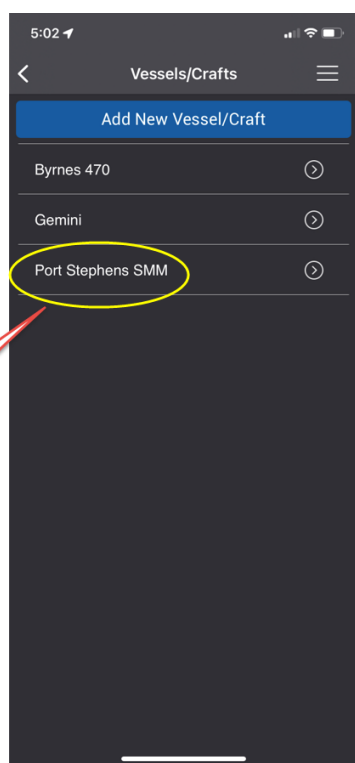 5:02
Vessels/Crafts
Add New Vessel/Craft
Byrnes 470
Gemini
Port Stephens SMM